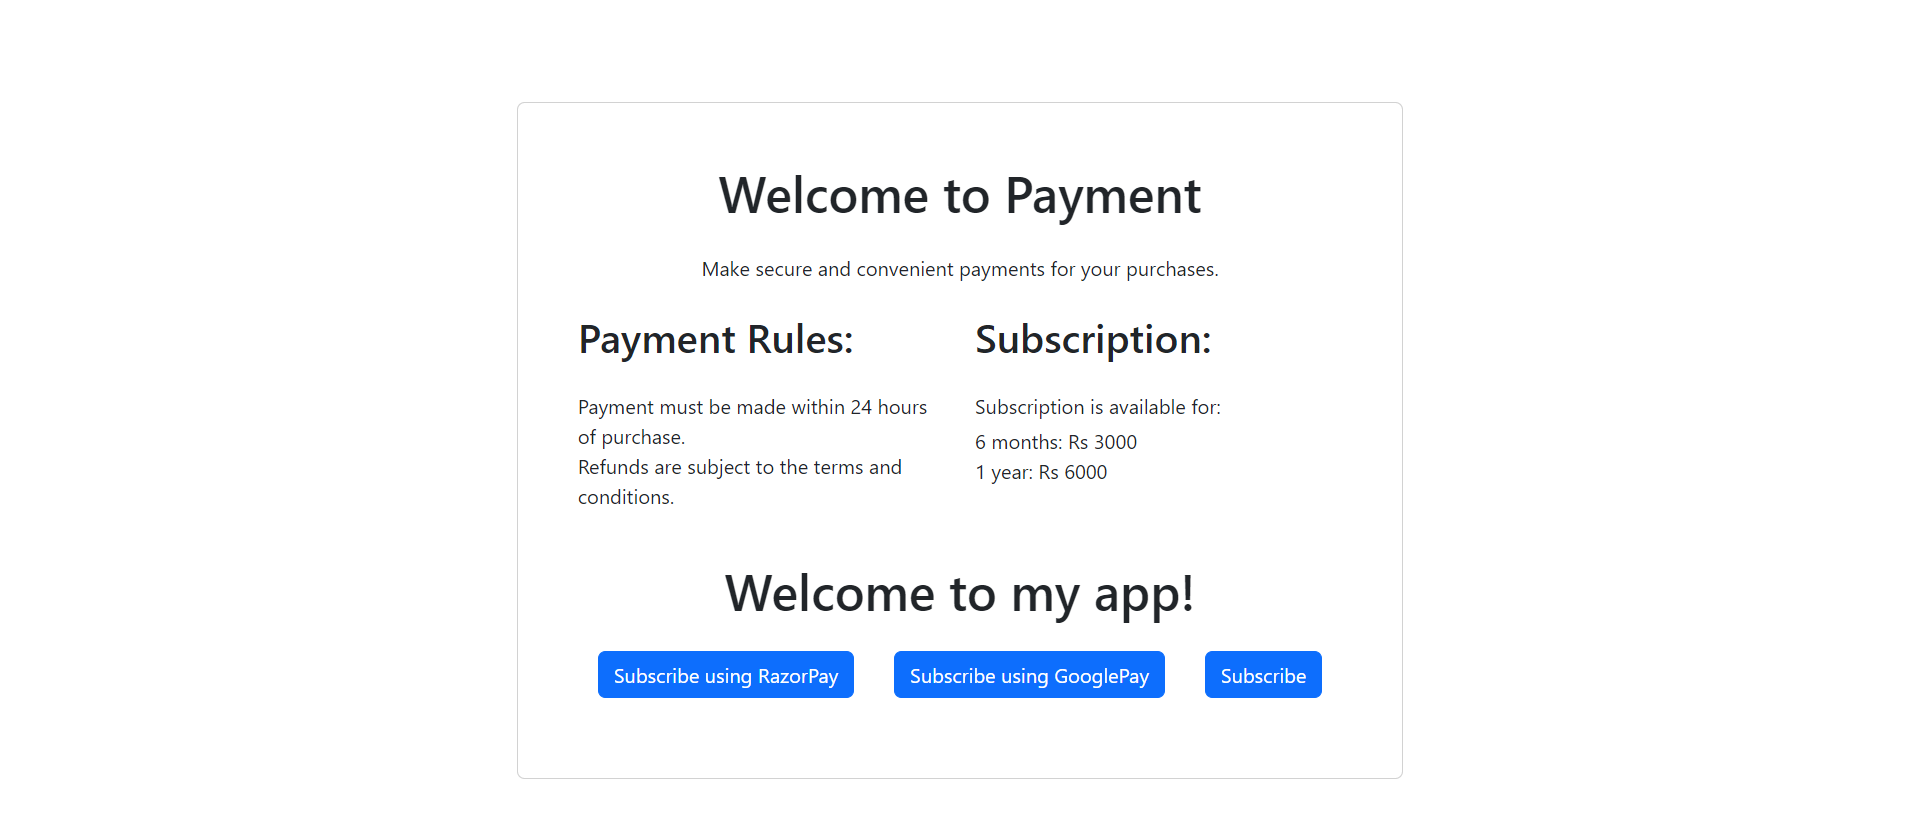 Welcome to Payment
Make secure and convenient payments for your purchases.
Payment Rules:
Payment must be made within 24 hours
of purchase.
Refunds are subject to the terms and
conditions.
Subscription:
Subscription is available for:
6 months: Rs 3000
1 year: Rs 6000
Welcome to my app!
Subscribe using RazorPay
Subscribe using GooglePay
Subscribe